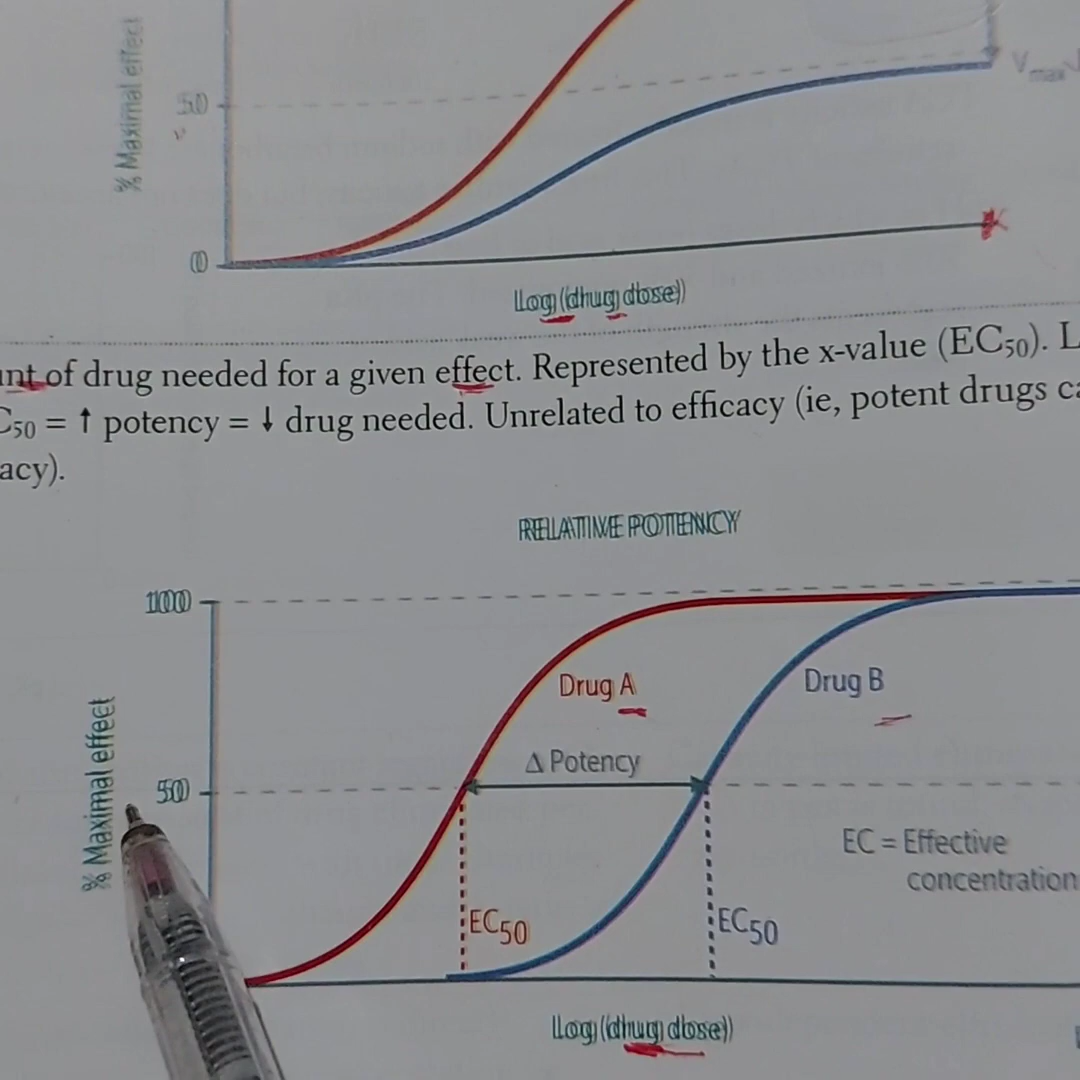 % Maximal effect
50
Vmax
0
Log (drug dose)
of drug needed for a given effect. Represented by the x-value (EC50).
= ↑ potency = ↓ drug needed. Unrelated to efficacy (ie, potent drugs
RELATIVE POTENCY
100
Drug A
Drug B
Δ Potency
50
% Maximal effect
EC = Effective
concentration
EC50
EC50
Log (drug dose)